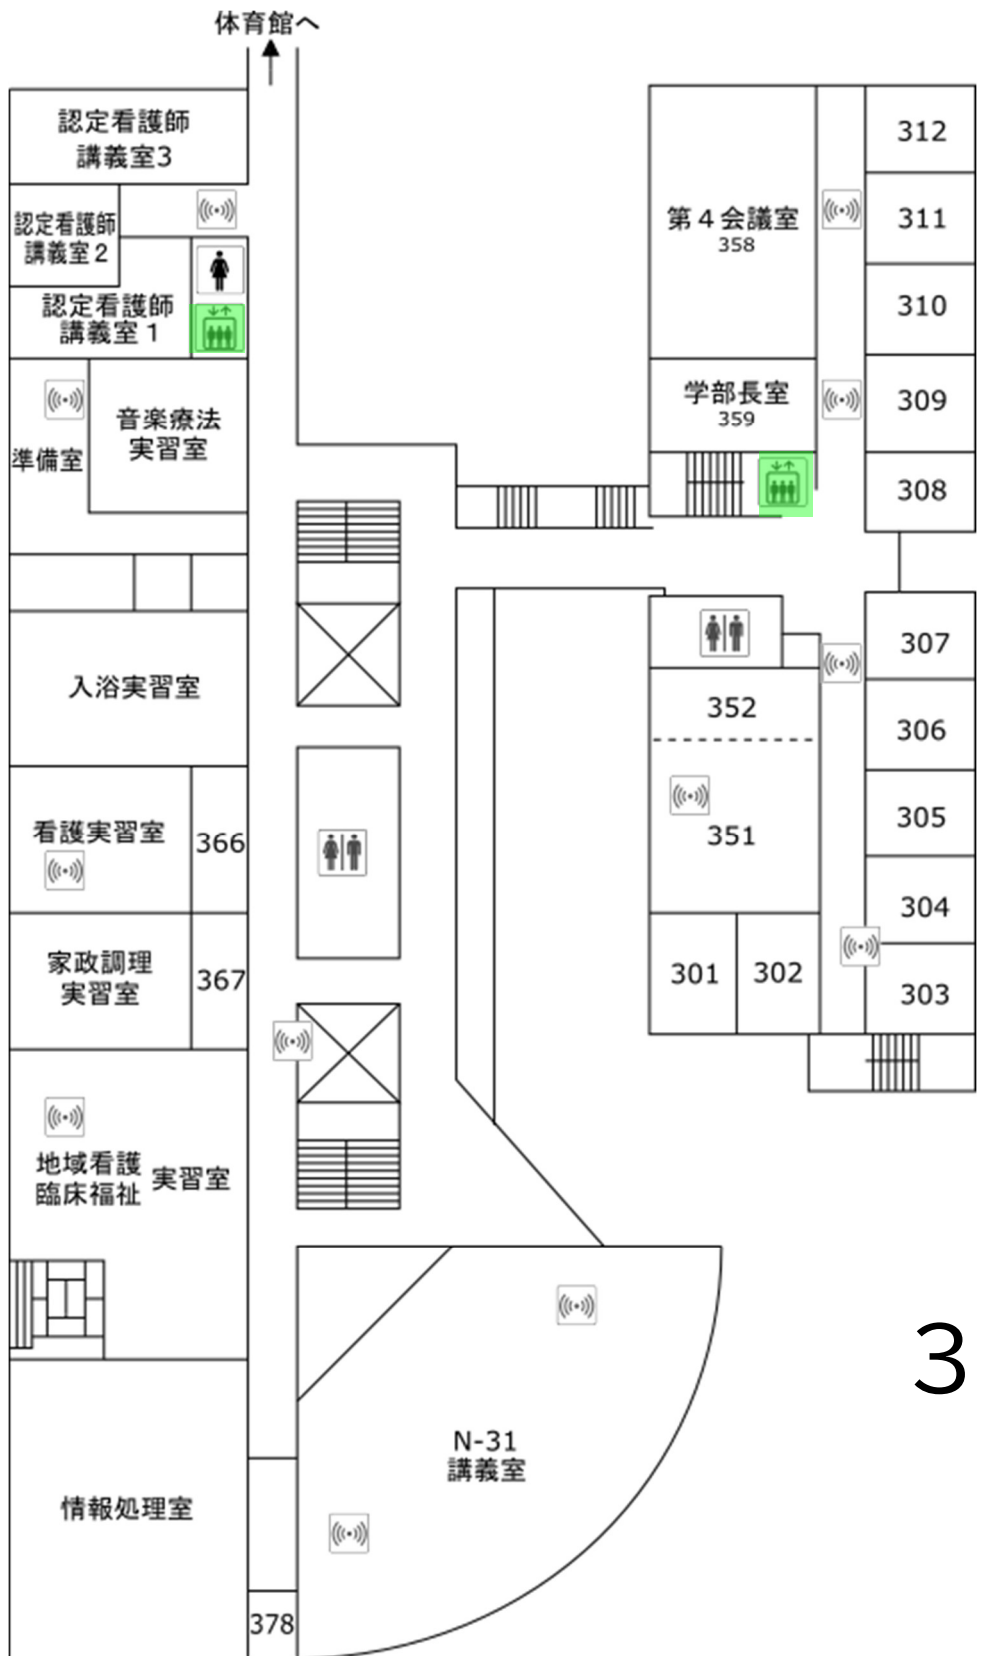 体育館へ
認定看護師
講義室3
認定看護師
講義室２
認定看護師
講義室１
準備室
音楽療法
実習室
入浴実習室
看護実習室
366
家政調理
実習室
367
地域看護
臨床福祉
実習室
情報処理室
378
N-31
講義室
第４会議室
358
学部長室
359
312
311
310
309
308
307
306
305
304
303
352
351
301
302
3